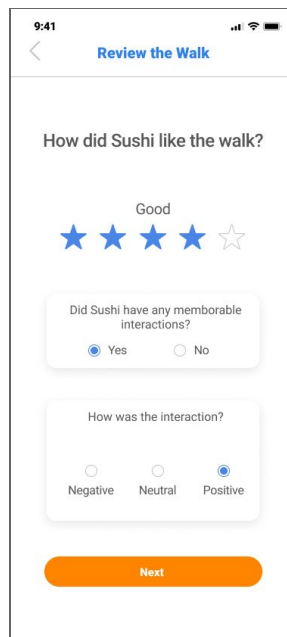 9:41
Review the Walk
How did Sushi like the walk?
Good
Did Sushi have any memborable
interactions?
Yes No
How was the interaction?
Negative Neutral Positive
Next